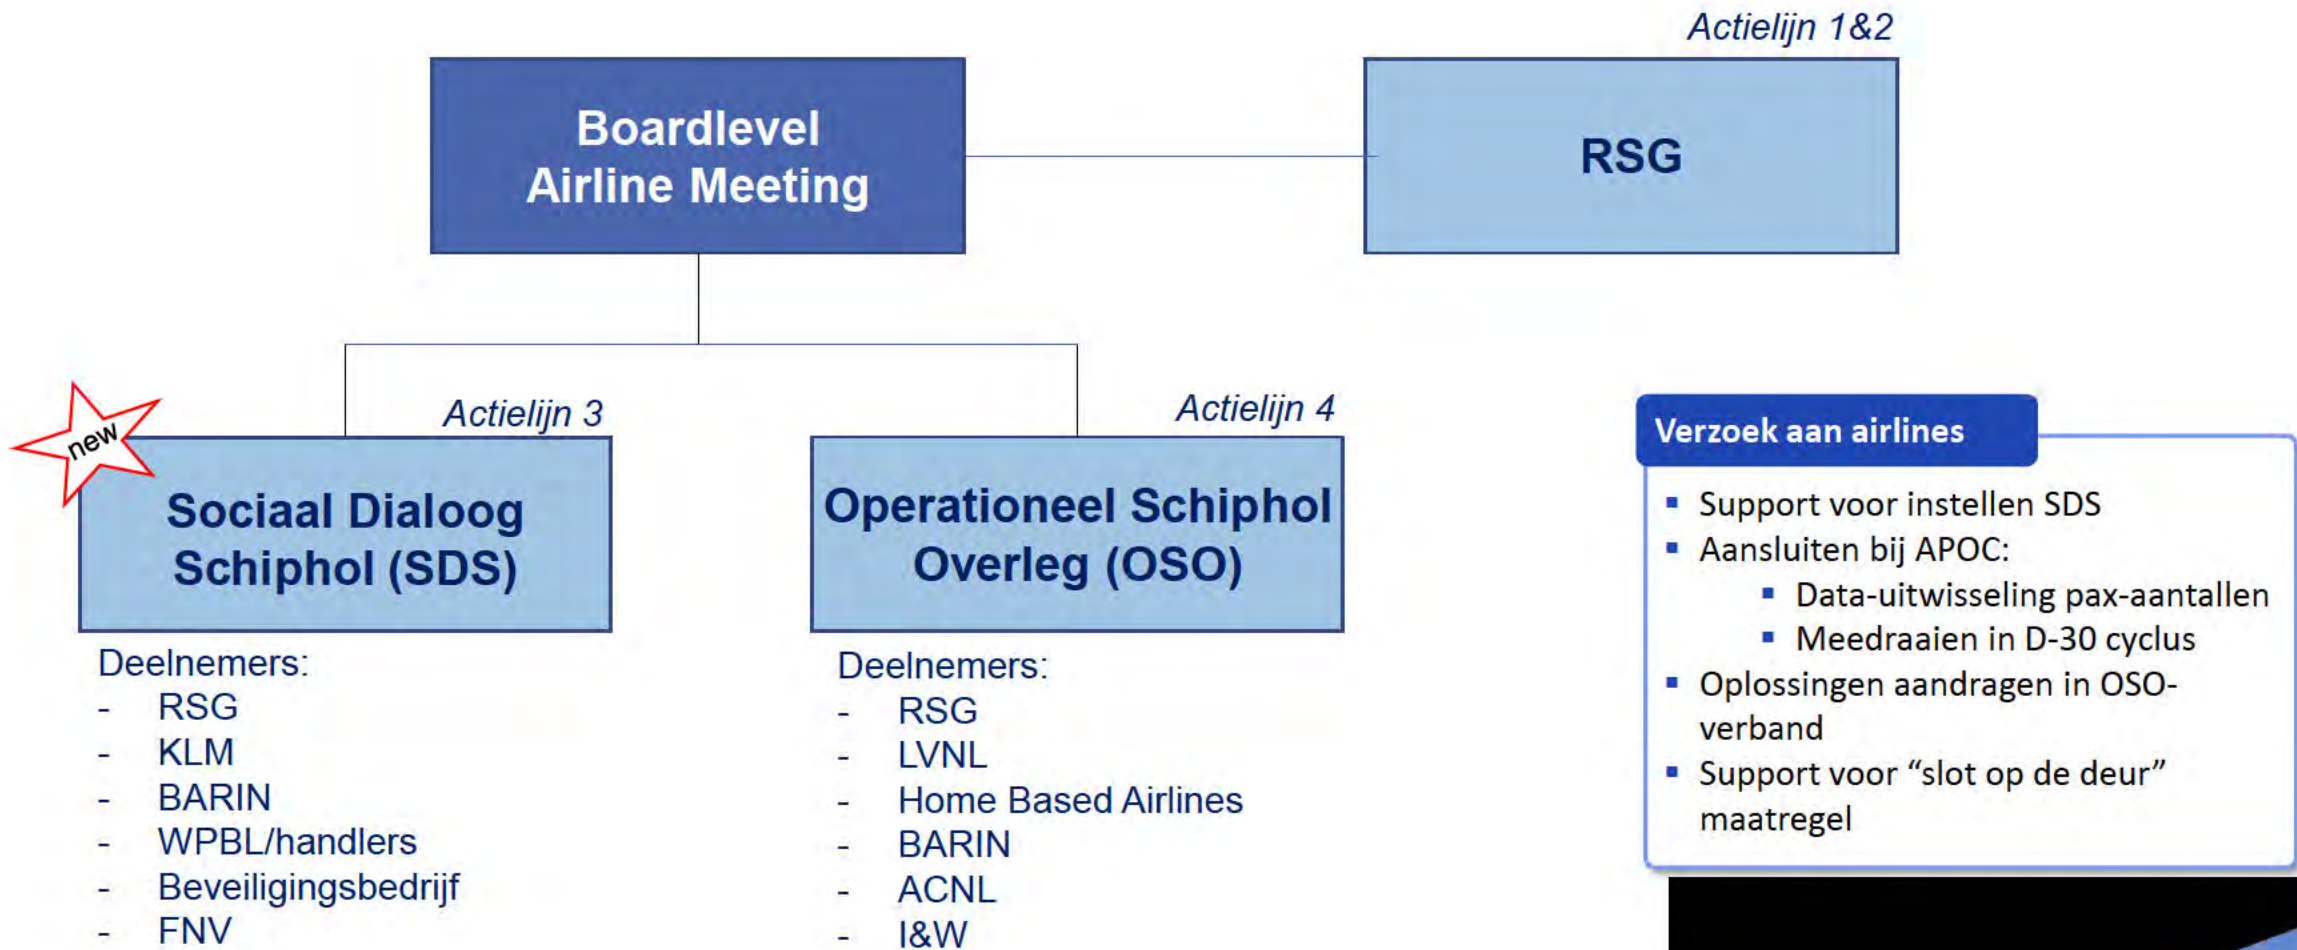 Actielijn 1&2
Boardlevel
Airline Meeting
RSG
Actielijn 3
Actielijn 4
new
Sociaal Dialoog
Schiphol (SDS)
Operationeel Schiphol
Overleg (OSO)
Deelnemers:
- RSG
- KLM
- BARIN
- WPBL/handlers
- Beveiligingsbedrijf
- FNV
Deelnemers:
- RSG
- LVNL
- Home Based Airlines
- BARIN
- ACNL
- I&W
Verzoek aan airlines
▪ Support voor instellen SDS
▪ Aansluiten bij APOC:
▪ Data-uitwisseling pax-aantallen
▪ Meedraaien in D-30 cyclus
▪ Oplossingen aandragen in OSO-
verband
▪ Support voor “slot op de deur”
maatregel